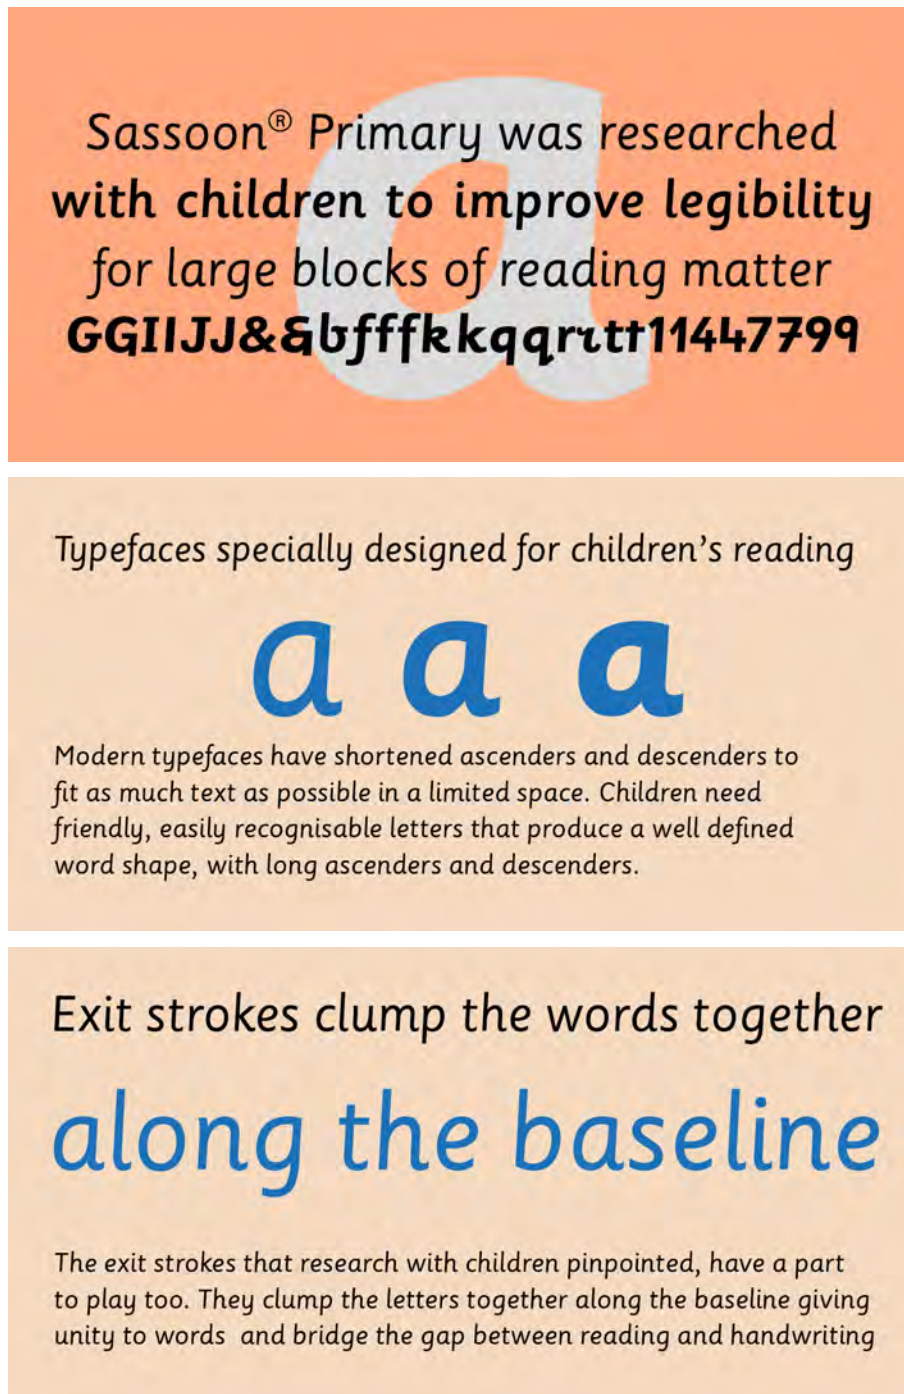 a
Sassoon® Primary was researched
with children to improve legibility
for large blocks of reading matter
GGIIJJ&&bfffkkqqrrttt11447799
Typefaces specially designed for children's reading
a a a
Modern typefaces have shortened ascenders and descenders to
fit as much text as possible in a limited space. Children need
friendly, easily recognisable letters that produce a well defined
word shape, with long ascenders and descenders.
Exit strokes clump the words together
along the baseline
The exit strokes that research with children pinpointed, have a part
to play too. They clump the letters together along the baseline giving
unity to words and bridge the gap between reading and handwriting